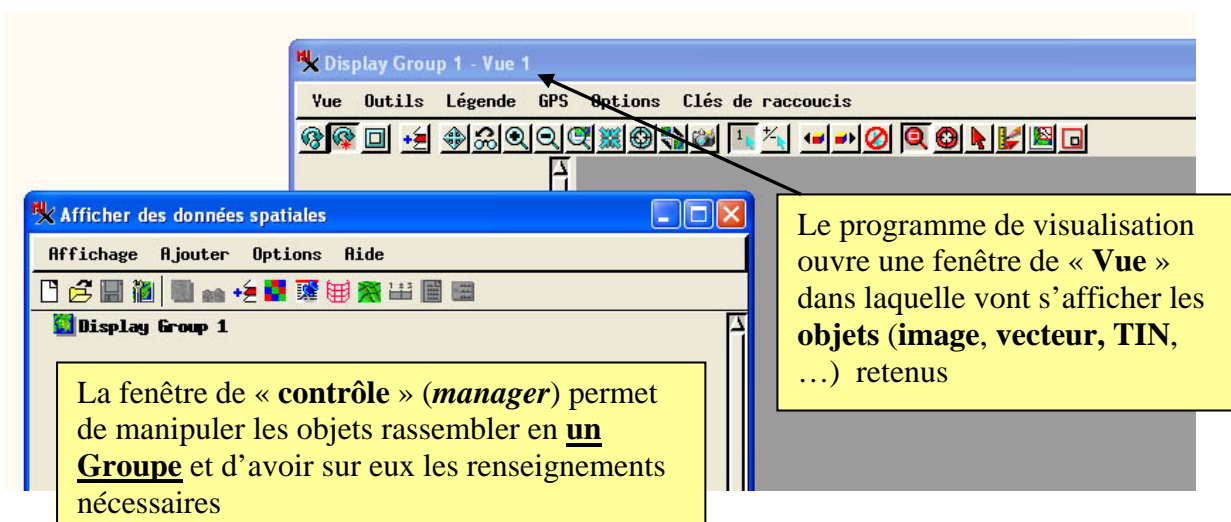 Display Group 1 - Vue 1
Vue Outils Légende GPS Options Clés de raccoucis
Afficher des données spatiales
Affichage Ajouter Options Aide
Display Group 1
Le programme de visualisation
ouvre une fenêtre de « Vue »
dans laquelle vont s’afficher les
objets (image, vecteur, TIN,
…) retenus
La fenêtre de « contrôle » (manager) permet
de manipuler les objets rassembler en un
Groupe et d’avoir sur eux les renseignements
nécessaires